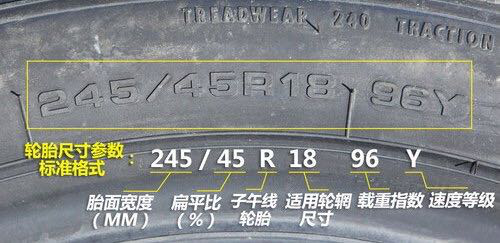 TREADWEAR 240 TRACTION
245/45R18 96Y
轮胎尺寸参数
标准格式:
245 / 45 R 18 96 Y
胎面宽度 扁平比 子午线 适用轮辋 载重指数 速度等级
(MM) (%) 轮胎 尺寸